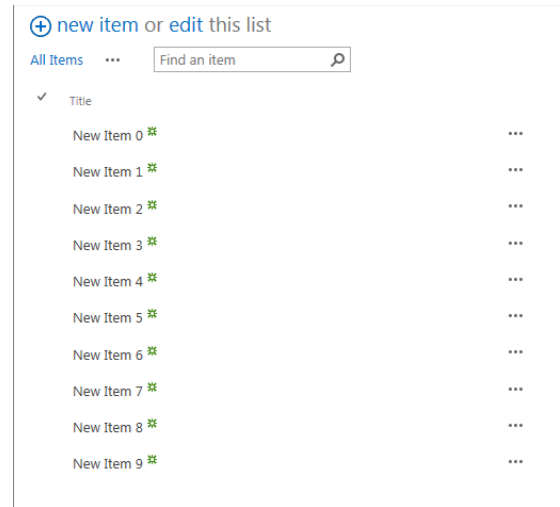 new item or edit this list
All Items ... Find an item
Title
New Item 0 ...
New Item 1 ...
New Item 2 ...
New Item 3 ...
New Item 4 ...
New Item 5 ...
New Item 6 ...
New Item 7 ...
New Item 8 ...
New Item 9 ...